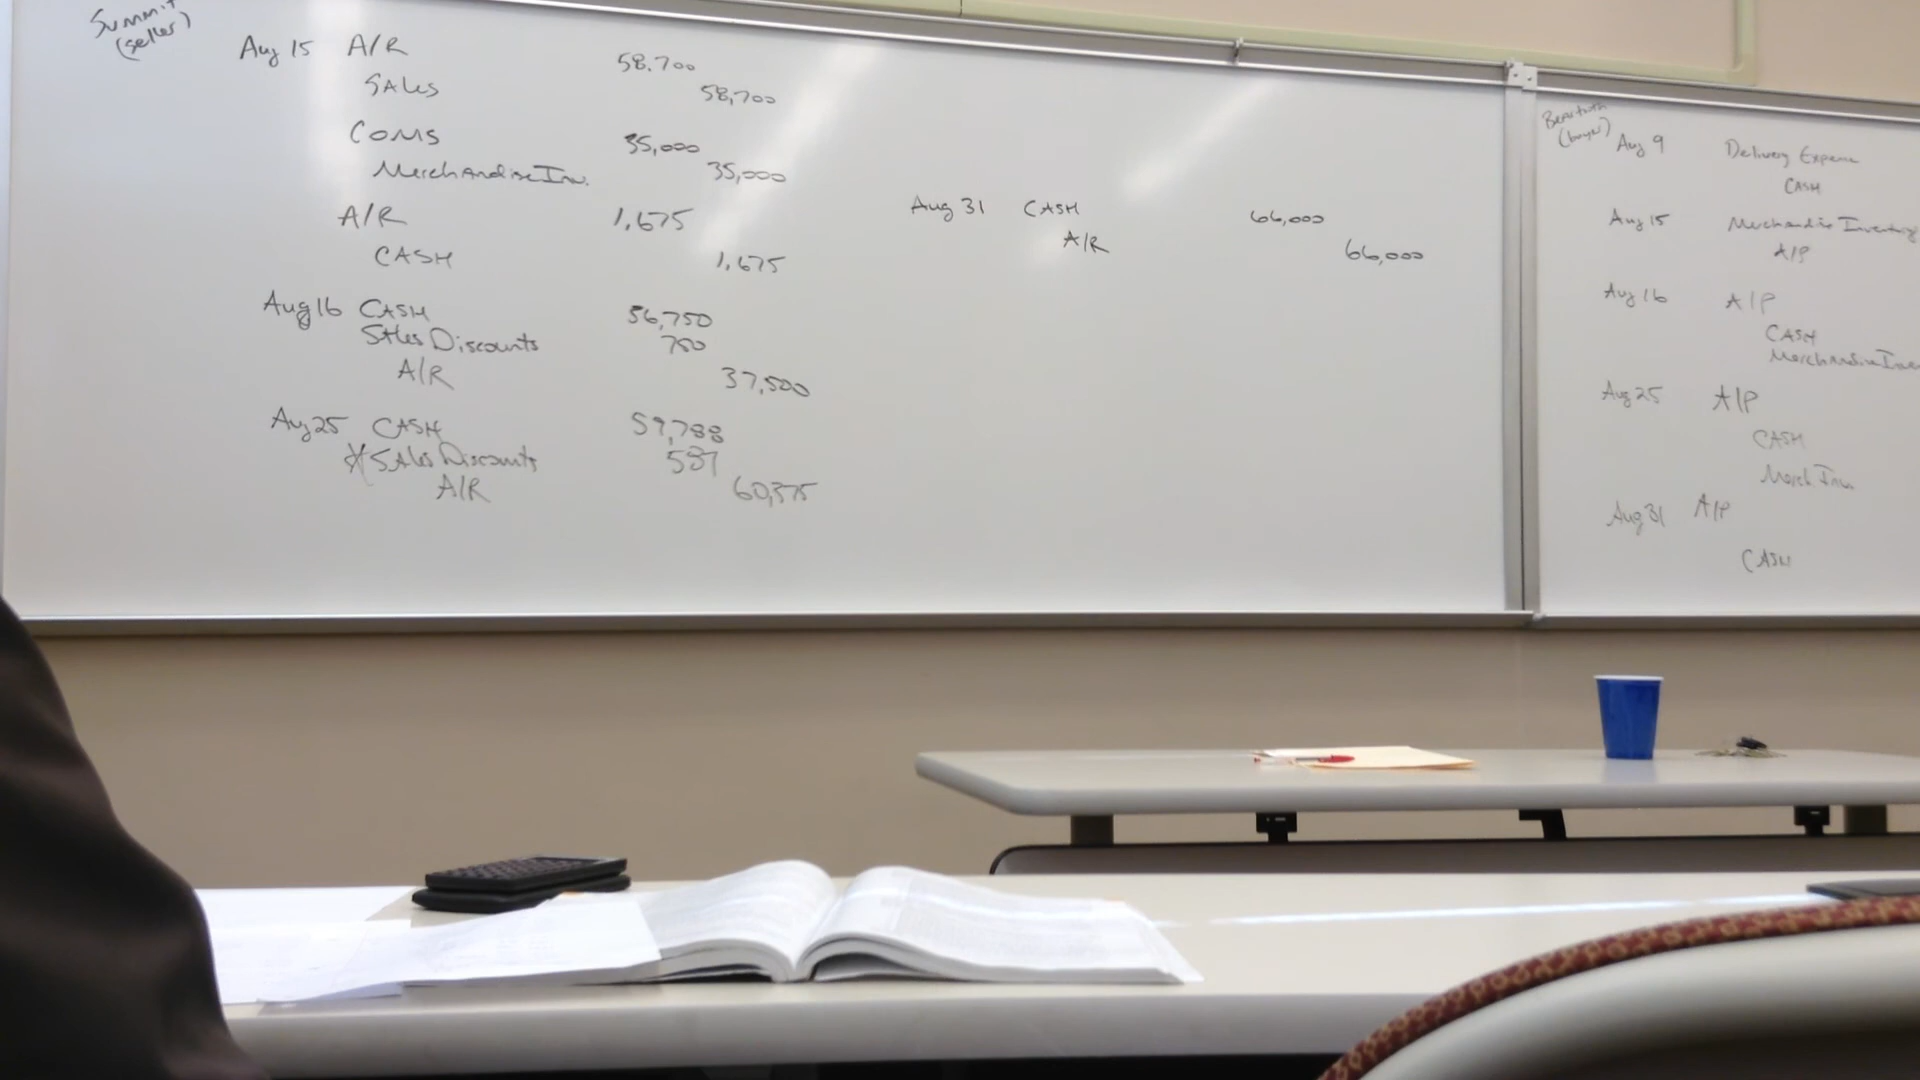 Summit
(seller)
Aug 15 A/R 58,700
SALES 58,700
COMS 35,000
Merchandise Inv. 35,000
A/R 1,675
CASH 1,675
Aug 16 CASH 36,750
Sales Discounts 750
A/R 37,500
Aug 25 CASH 59,788
Sales Discounts 587
A/R 60,375
Aug 31 CASH 66,000
A/R 66,000
(buyer)
Aug 9 Delivery Expense
CASH
Aug 15 Merchandise Inventory
A/P
Aug 16 A/P
CASH
Merchandise Inven
Aug 25 A/P
CASH
Merch Inv.
Aug 31 A/P
CASH